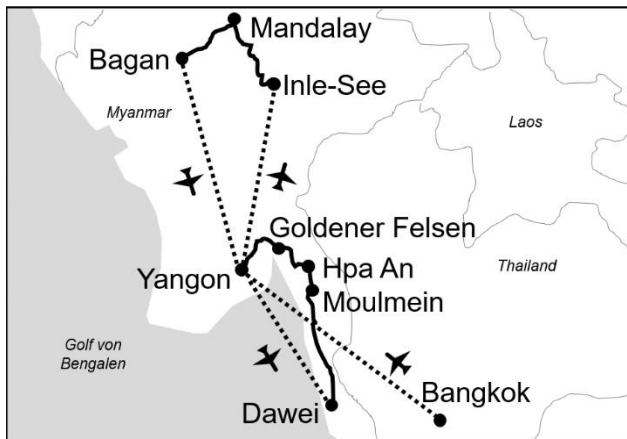 Mandalay
Bagan
Inle-See
Myanmar
Laos
Goldener Felsen
Hpa An
Yangon
Moulmein
Thailand
Golf von
Bengalen
Dawei
Bangkok